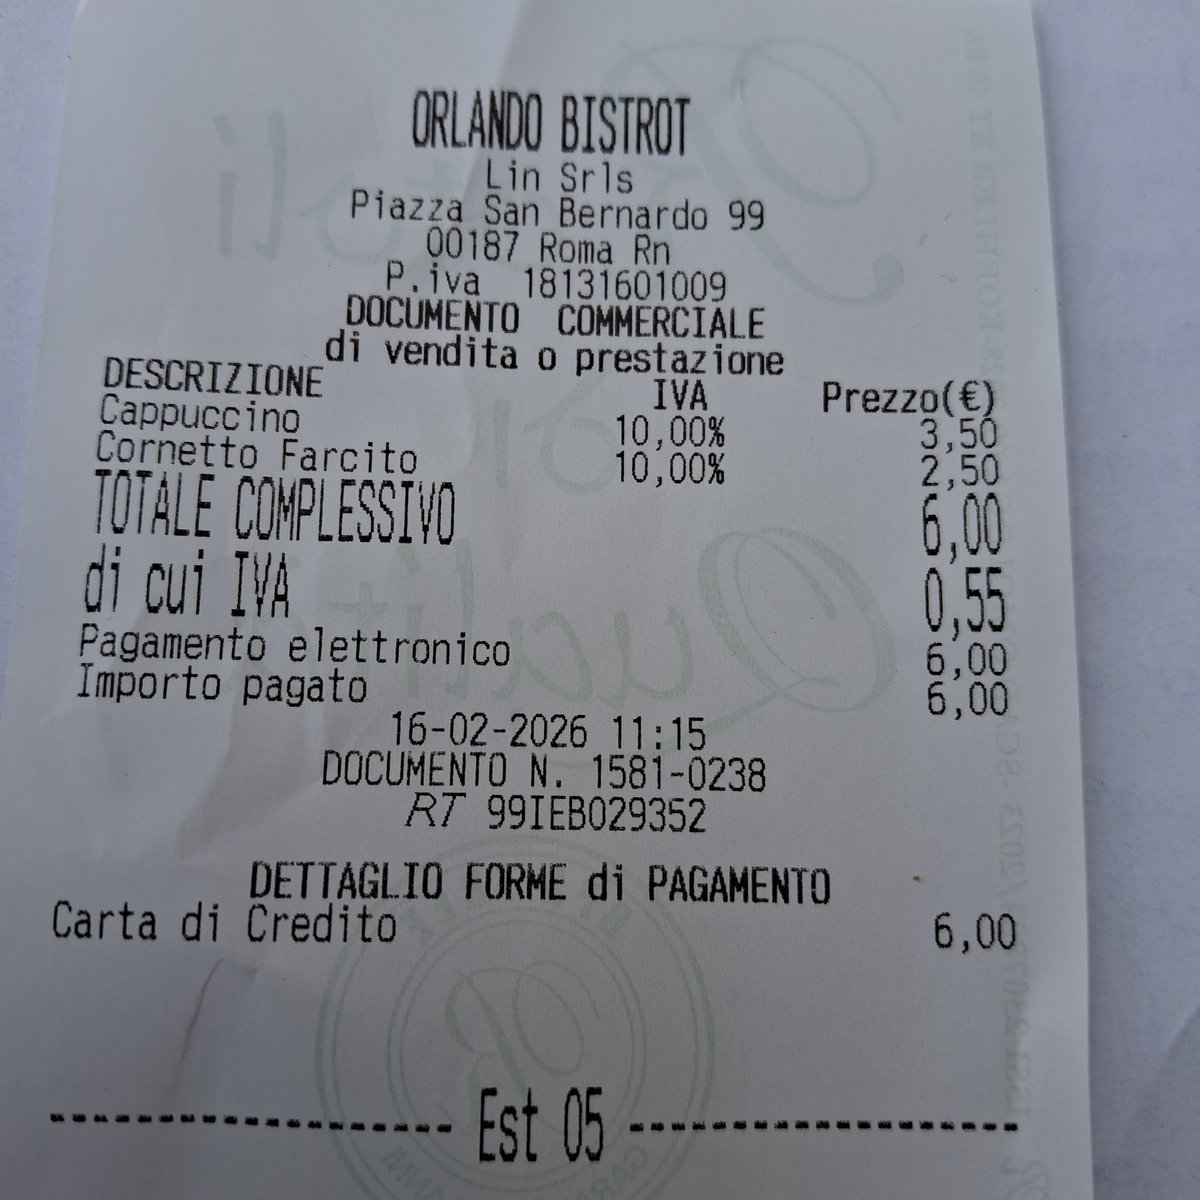 ORLANDO BISTROT
Lin Srls
Piazza San Bernardo 99
00187 Roma Rn
P.iva 18131601009
DOCUMENTO COMMERCIALE
di vendita o prestazione
DESCRIZIONE IVA Prezzo(€)
Cappuccino 10,00% 3,50
Cornetto Farcito 10,00% 2,50
TOTALE COMPLESSIVO 6,00
di cui IVA 0,55
Pagamento elettronico 6,00
Importo pagato 6,00
16-02-2026 11:15
DOCUMENTO N. 1581-0238
RT 99IEB029352
DETTAGLIO FORME di PAGAMENTO
Carta di Credito 6,00
Est 05